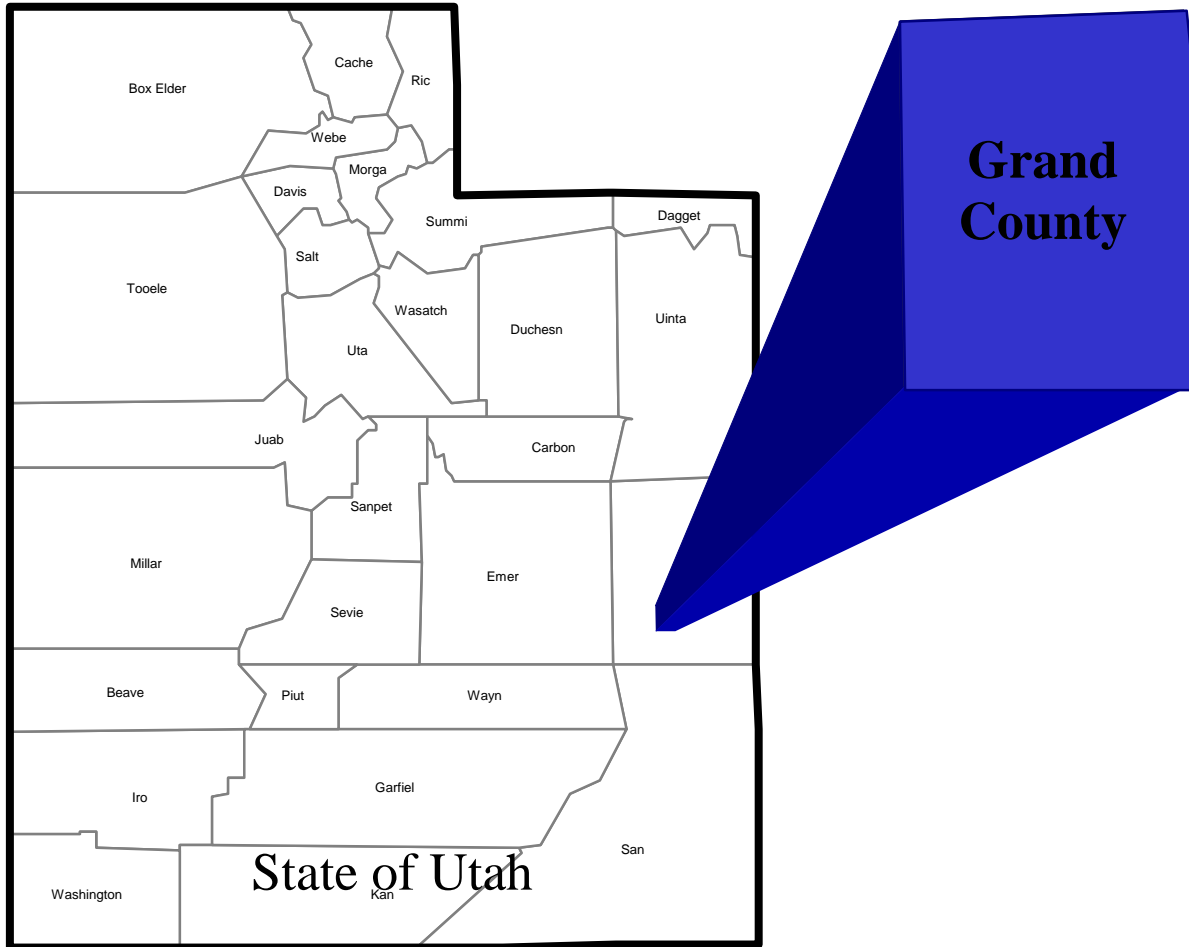 Cache
Ric
Box Elder
Webe
Morga
Davis
Summi
Dagget
Salt
Tooele
Wasatch
Duchesn
Uinta
Uta
Juab
Carbon
Sanpet
Millar
Emer
Sevie
Beave
Piut
Wayn
Garfiel
Iro
San
State of Utah
Washington
Kan
Grand
County